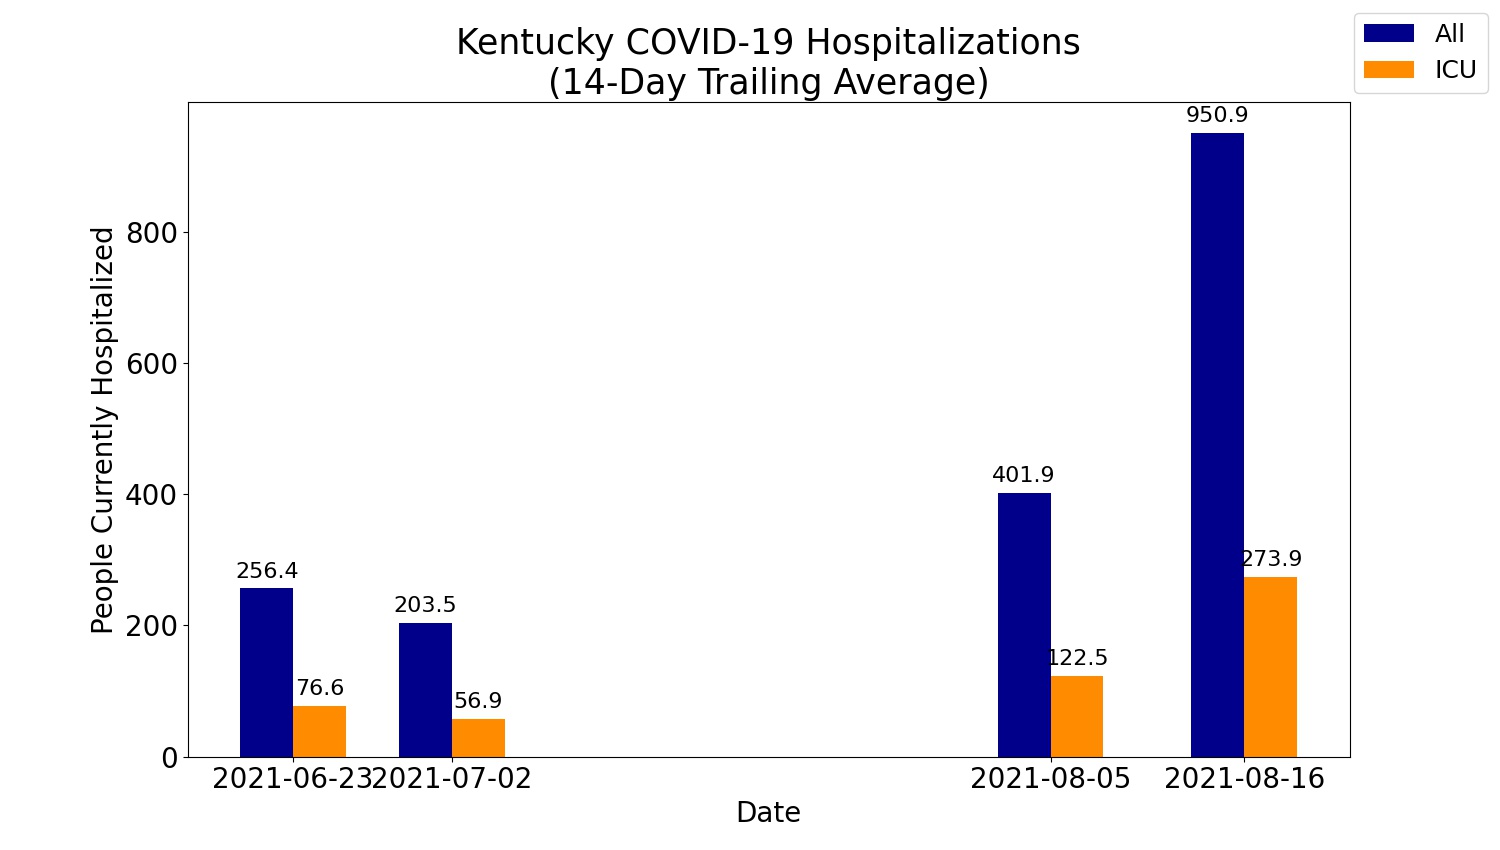 Kentucky COVID-19 Hospitalizations
(14-Day Trailing Average)
All
ICU
People Currently Hospitalized
800
600
400
200
0
256.4
76.6
203.5
56.9
401.9
122.5
950.9
273.9
2021-06-23
2021-07-02
2021-08-05
2021-08-16
Date